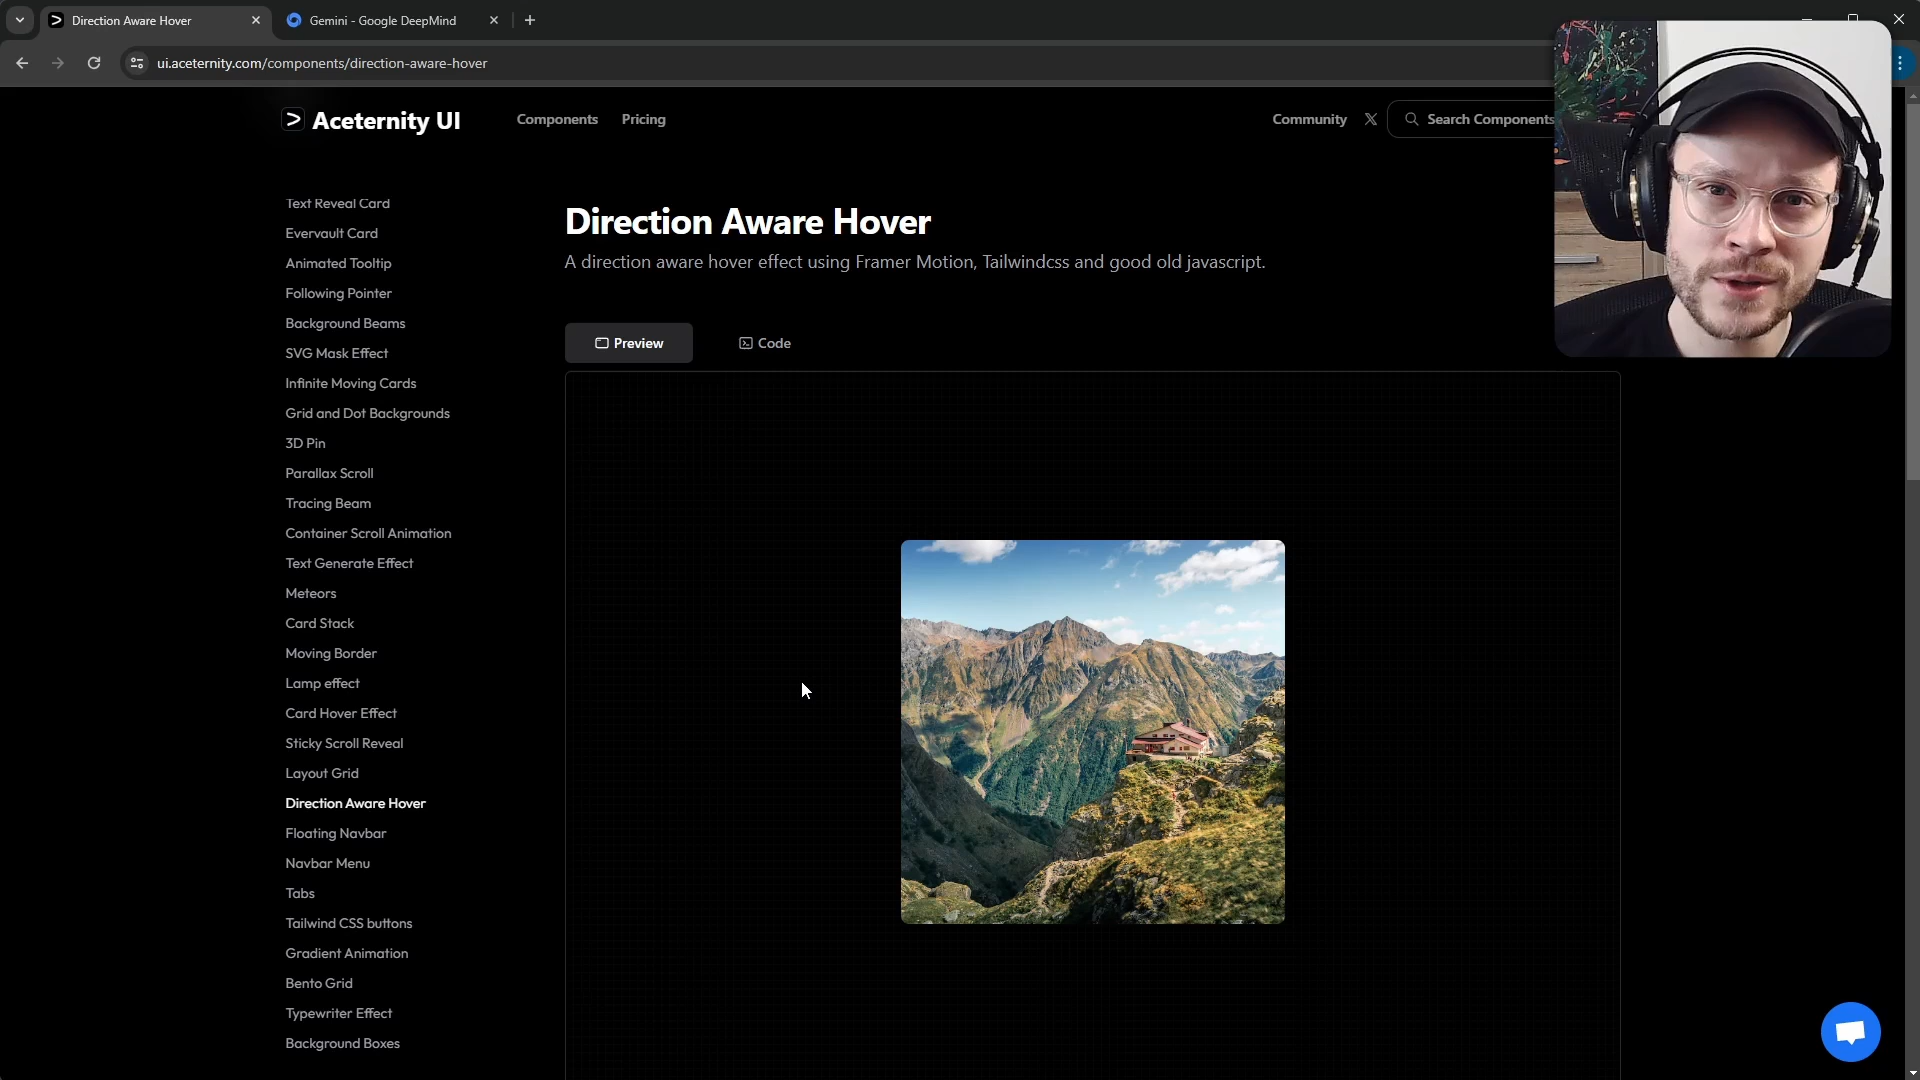 Direction Aware Hover
Gemini - Google DeepMind
ui.aceternity.com/components/direction-aware-hover
Aceternity UI
Components
Pricing
Community
Search Components
Text Reveal Card
Evervault Card
Animated Tooltip
Following Pointer
Background Beams
SVG Mask Effect
Infinite Moving Cards
Grid and Dot Backgrounds
3D Pin
Parallax Scroll
Tracing Beam
Container Scroll Animation
Text Generate Effect
Meteors
Card Stack
Moving Border
Lamp effect
Card Hover Effect
Sticky Scroll Reveal
Layout Grid
Direction Aware Hover
Floating Navbar
Navbar Menu
Tabs
Tailwind CSS buttons
Gradient Animation
Bento Grid
Typewriter Effect
Background Boxes
Direction Aware Hover
A direction aware hover effect using Framer Motion, Tailwindcss and good old javascript.
Preview
Code